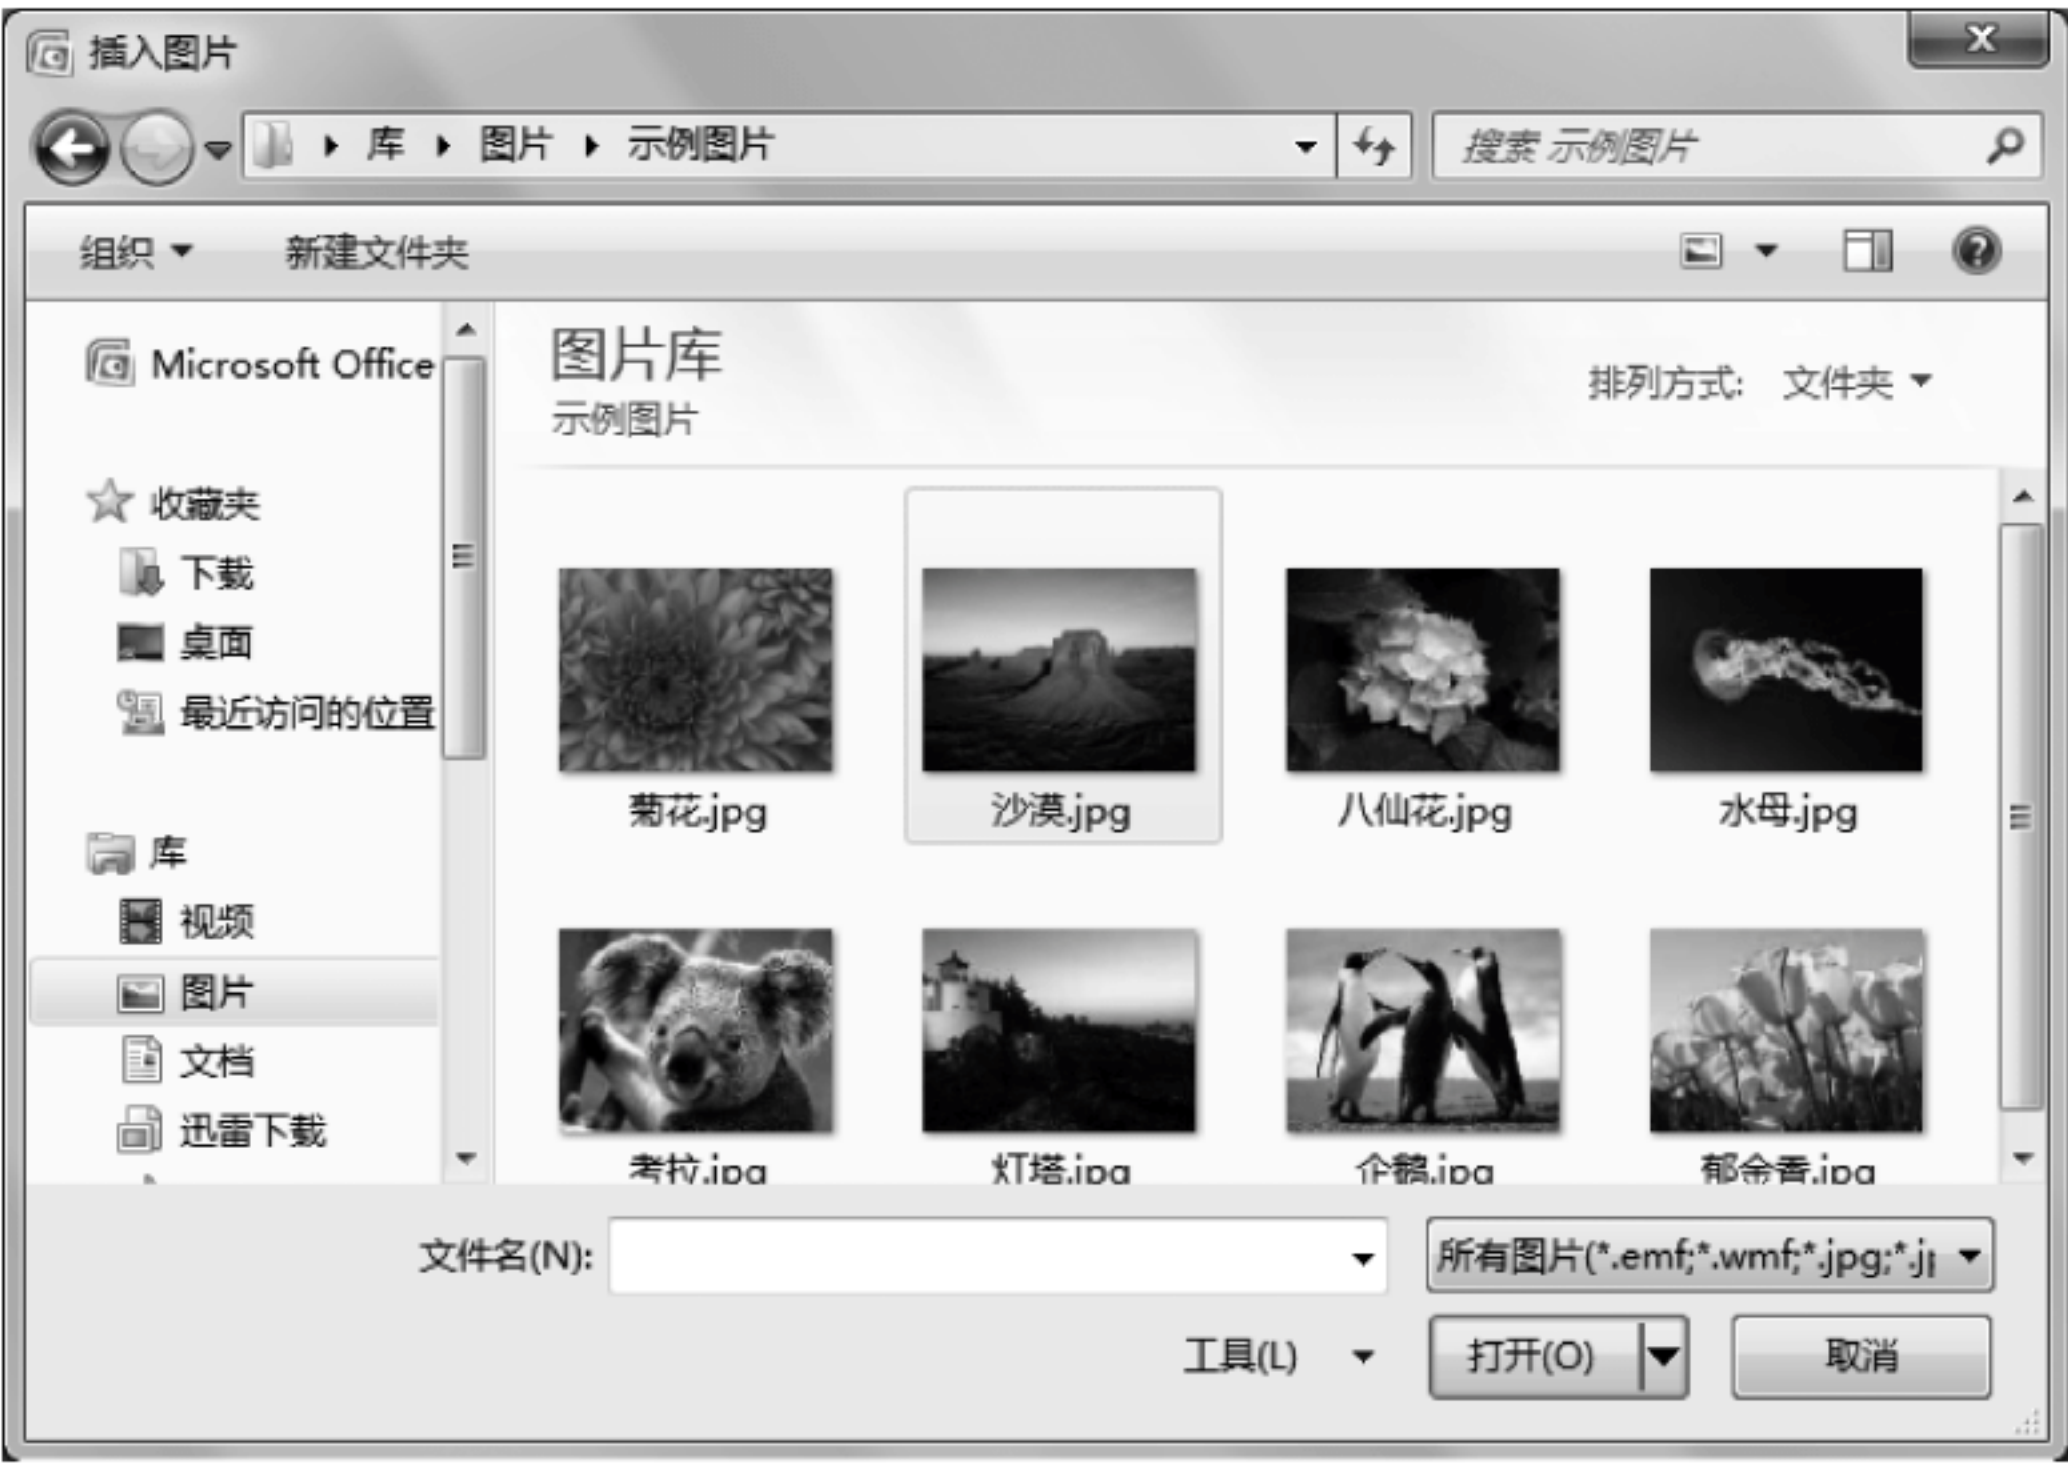 插入图片
库 图片 示例图片
搜索 示例图片
组织 新建文件夹
Microsoft Office
收藏夹
下载
桌面
最近访问的位置
库
视频
图片
文档
迅雷下载
图片库
示例图片
排列方式: 文件夹
菊花.jpg 沙漠.jpg 八仙花.jpg 水母.jpg
考拉.jpg 灯塔.jpg 企鹅.jpg 郁金香.jpg
文件名(N):
所有图片(*.emf;*.wmf;*.jpg;*.j
工具(L) 打开(O) 取消